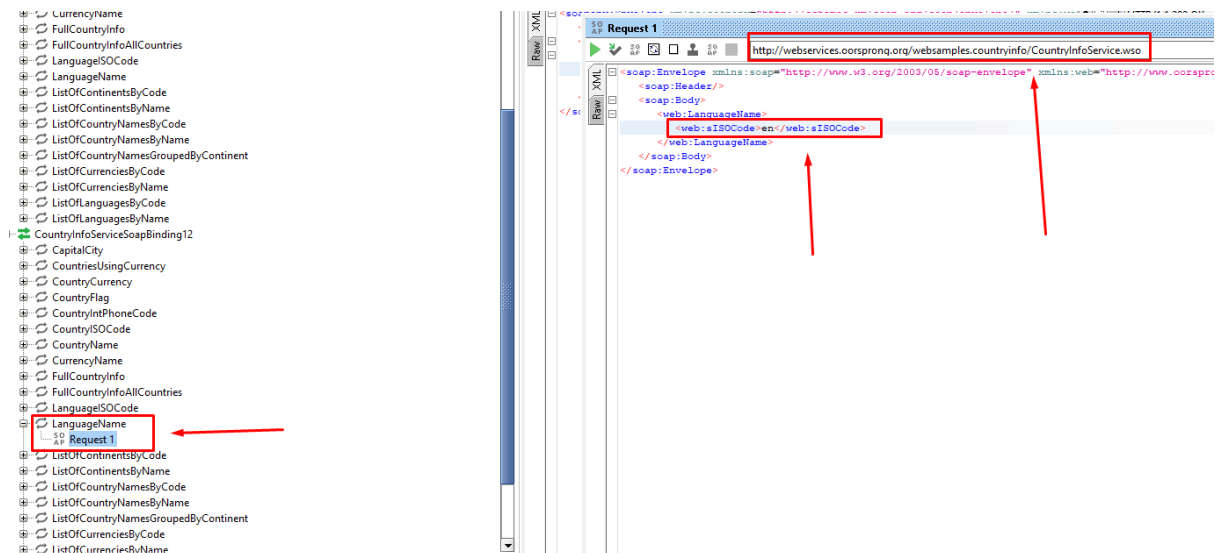 CurrencyName
FullCountryInfo
FullCountryInfoAllCountries
LanguageISOCode
LanguageName
ListOfContinentsByCode
ListOfContinentsByName
ListOfCountryNamesByCode
ListOfCountryNamesByName
ListOfCountryNamesGroupedByContinent
ListOfCurrenciesByCode
ListOfCurrenciesByName
ListOfLanguagesByCode
ListOfLanguagesByName
CountryInfoServiceSoapBinding12
CapitalCity
CountriesUsingCurrency
CountryCurrency
CountryFlag
CountryIntPhoneCode
CountryISOCode
CountryName
CurrencyName
FullCountryInfo
FullCountryInfoAllCountries
LanguageISOCode
LanguageName
SOAP Request 1
ListOfContinentsByCode
ListOfContinentsByName
ListOfCountryNamesByCode
ListOfCountryNamesByName
ListOfCountryNamesGroupedByContinent
ListOfCurrenciesByCode
ListOfCurrenciesByName
XML
Raw
SOAP Request 1
http://webservices.oorsprong.org/websamples.countryinfo/CountryInfoService.wso
XML
Raw
<soap:Envelope xmlns:soap="http://www.w3.org/2003/05/soap-envelope" xmlns:web="http://www.oorspro
<soap:Header/>
<soap:Body>
<web:LanguageName>
<web:sISOCode>en</web:sISOCode>
</web:LanguageName>
</soap:Body>
</soap:Envelope>